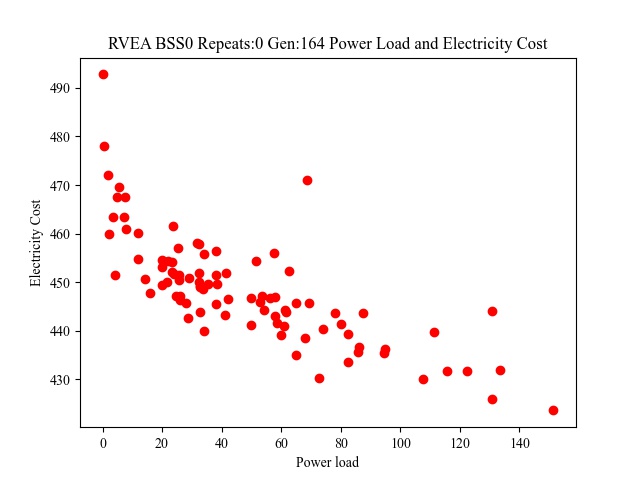 RVEA BSS0 Repeats:0 Gen:164 Power Load and Electricity Cost
490
480
470
460
450
440
430
Electricity Cost
0 20 40 60 80 100 120 140
Power load